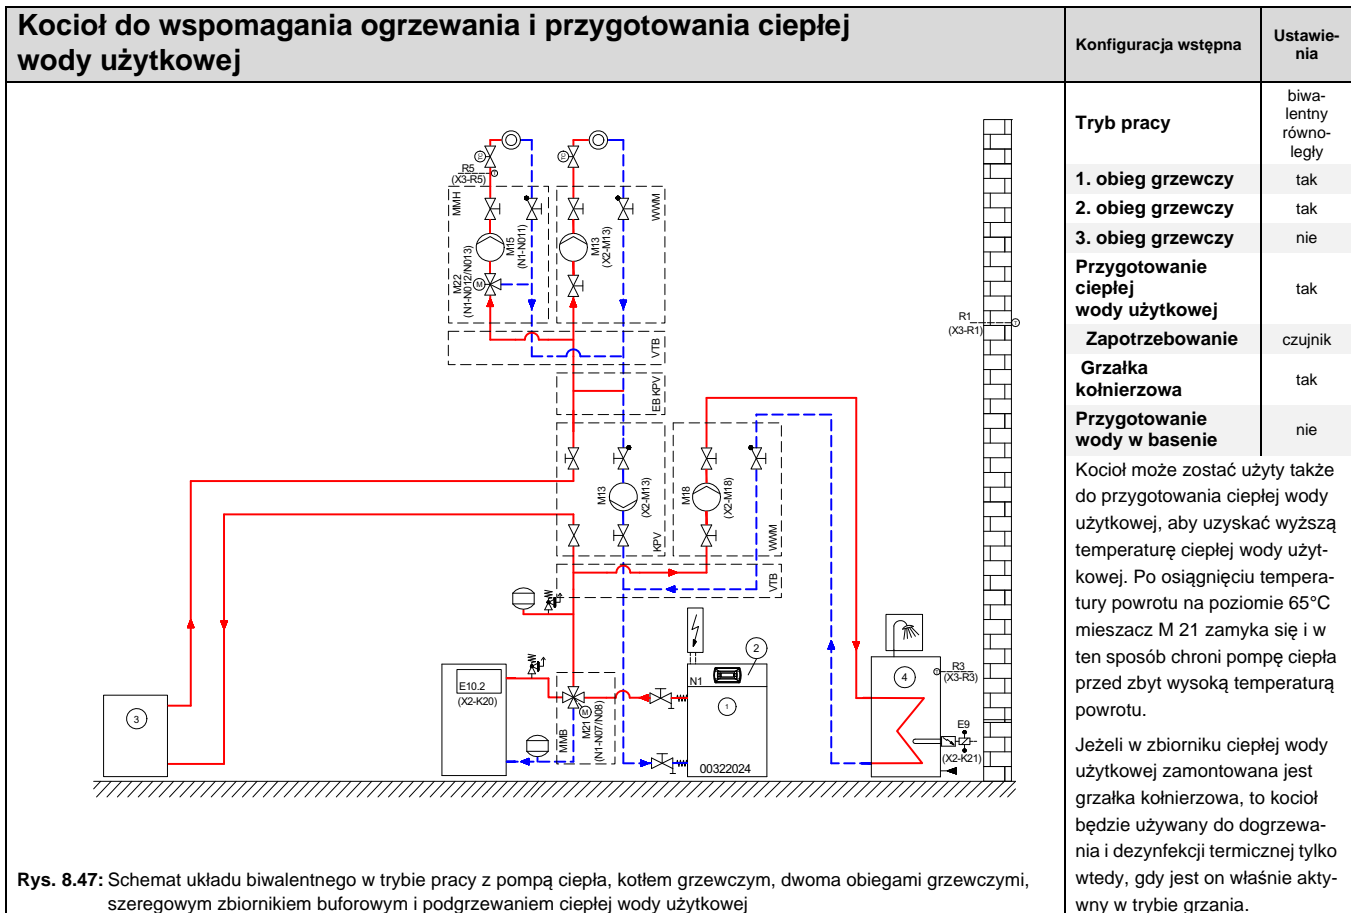 Kocioł do wspomagania ogrzewania i przygotowania ciepłej
wody użytkowej
Konfiguracja wstępna
Ustawie-
nia
Tryb pracy
biwa-
lentny
równo-
legły
1. obieg grzewczy
tak
2. obieg grzewczy
tak
3. obieg grzewczy
nie
Przygotowanie
ciepłej
wody użytkowej
tak
Zapotrzebowanie
czujnik
Grzałka
kołnierzowa
tak
Przygotowanie
wody w basenie
nie
Kocioł może zostać użyty także
do przygotowania ciepłej wody
użytkowej, aby uzyskać wyższą
temperaturę ciepłej wody użyt-
kowej. Po osiągnięciu tempera-
tury powrotu na poziomie 65°C
mieszacz M 21 zamyka się i w
ten sposób chroni pompę ciepła
przed zbyt wysoką temperaturą
powrotu.
Jeżeli w zbiorniku ciepłej wody
użytkowej zamontowana jest
grzałka kołnierzowa, to kocioł
będzie używany do dogrzewa-
nia i dezynfekcji termicznej tylko
wtedy, gdy jest on właśnie akty-
wny w trybie grzania.
R5
(X3-R5)
MMH
M15
(N1-N011)
M22
(N1-N012/N013)
M
WWM
M13
(X2-M13)
VTB
EB KPV
R1
(X3-R1)
T
M13
(X2-M13)
KPV
M18
(X2-M18)
WWM
VTB
3
E10.2
(X2-K20)
MMB
M
M21
(N1-N07/N08)
N1
2
1
00322024
4
R3
(X3-R3)
E9
(X2-K21)
Rys. 8.47: Schemat układu biwalentnego w trybie pracy z pompą ciepła, kotłem grzewczym, dwoma obiegami grzewczymi,
szeregowym zbiornikiem buforowym i podgrzewaniem ciepłej wody użytkowej